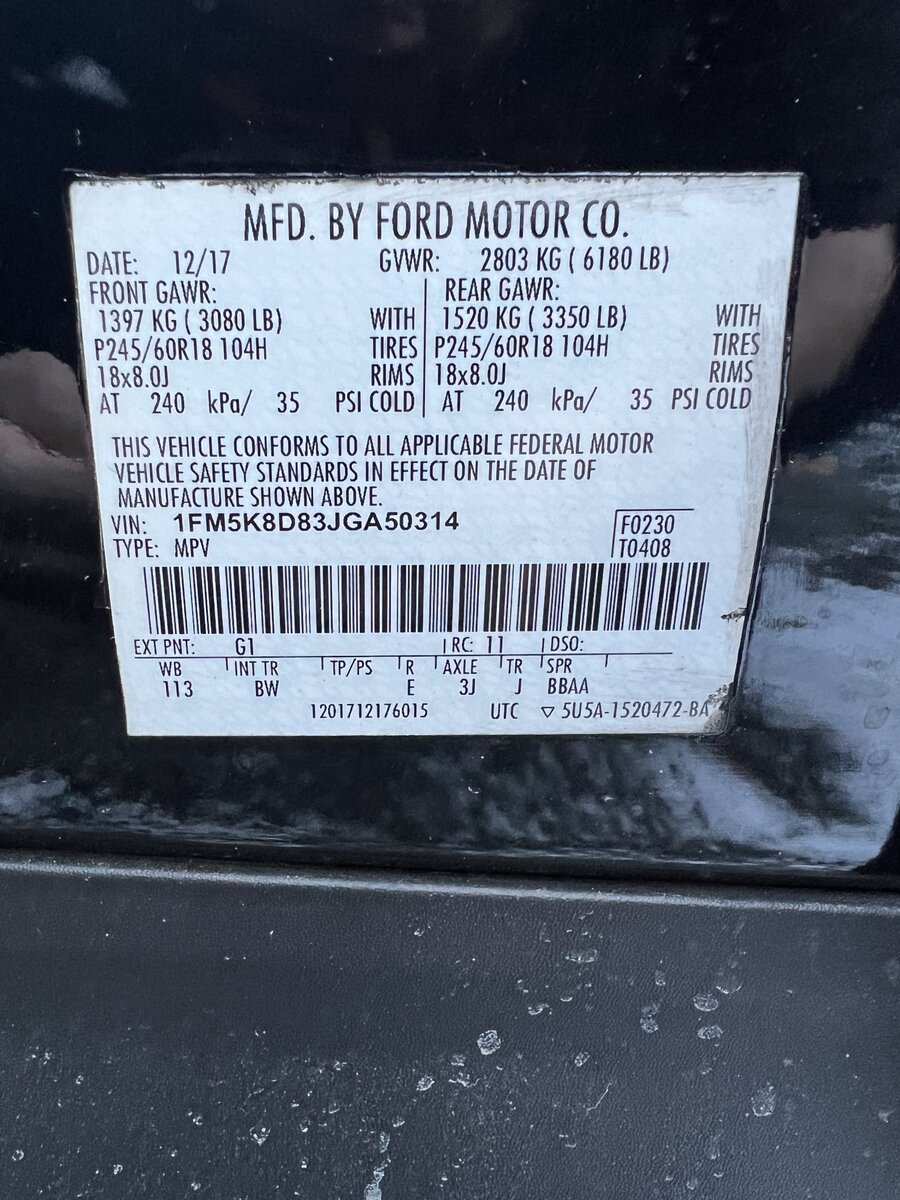 MFD. BY FORD MOTOR CO.
DATE: 12/17 GVWR: 2803 KG ( 6180 LB)
FRONT GAWR: REAR GAWR:
1397 KG ( 3080 LB) WITH 1520 KG ( 3350 LB) WITH
P245/60R18 104H TIRES P245/60R18 104H TIRES
18x8.0J RIMS 18x8.0J RIMS
AT 240 kPa/ 35 PSI COLD AT 240 kPa/ 35 PSI COLD
THIS VEHICLE CONFORMS TO ALL APPLICABLE FEDERAL MOTOR
VEHICLE SAFETY STANDARDS IN EFFECT ON THE DATE OF
MANUFACTURE SHOWN ABOVE.
VIN: 1FM5K8D83JGA50314 F0230
TYPE: MPV T0408
EXT PNT: G1 RC: 11 DSO:
WB INT TR TP/PS R AXLE TR SPR
113 BW E 3J J BBAA
1201712176015 UTC ▽ 5U5A-1520472-BA